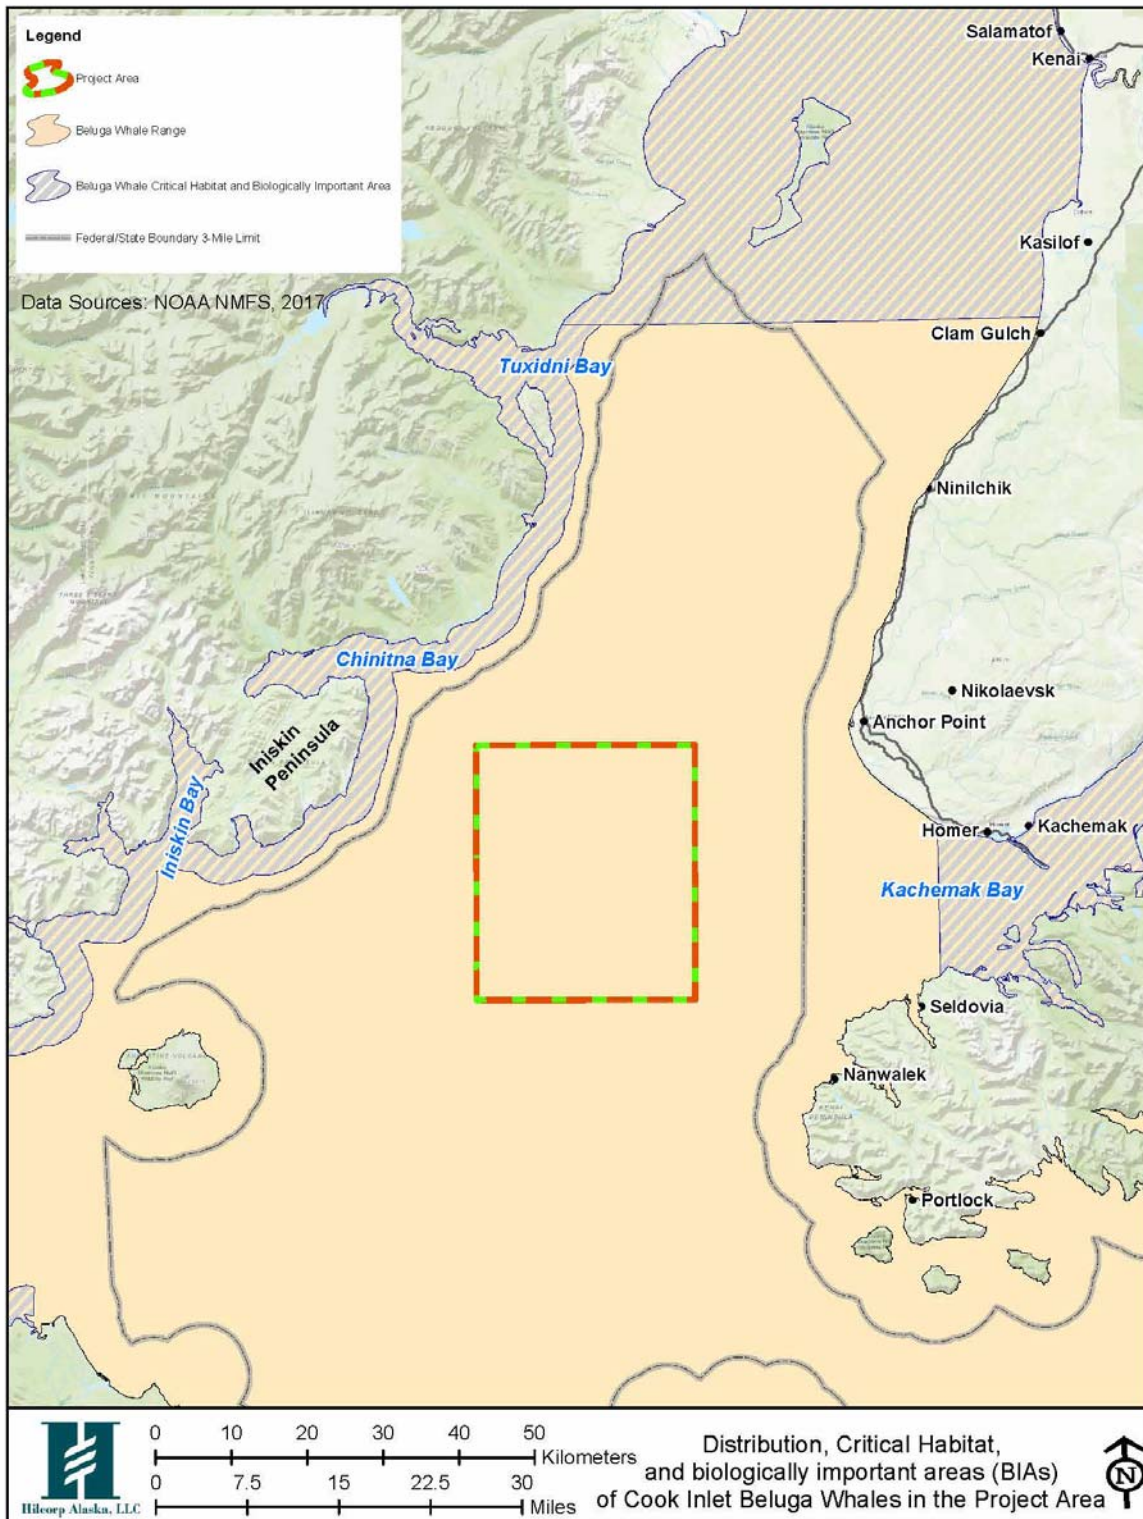 Legend
Project Area
Beluga Whale Range
Beluga Whale Critical Habitat and Biologically Important Area
Federal/State Boundary 3-Mile Limit
Data Sources: NOAA NMFS, 2017
Salamatof
Kenai
Kasilof
Clam Gulch
Tuxidni Bay
Ninilchik
Chinitna Bay
Nikolaevsk
Anchor Point
Iniskin
Peninsula
Iniskin Bay
Homer
Kachemak
Kachemak Bay
Seldovia
Nanwalek
Portlock
Hilcorp Alaska, LLC
0 10 20 30 40 50
Kilometers
0 7.5 15 22.5 30
Miles
Distribution, Critical Habitat,
and biologically important areas (BIAs)
of Cook Inlet Beluga Whales in the Project Area
N